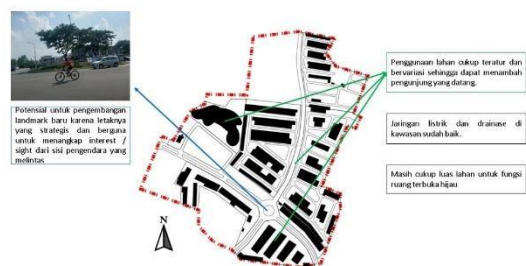 Potensial untuk pengembangan
landmark baru karena letaknya
yang strategis dan berguna
untuk menangkap interest /
sight dari sisi pengendara yang
melintas
Penggunaan lahan cukup teratur dan
bervariasi sehingga dapat menambah
pengunjung yang datang.
Jaringan listrik dan drainase di
kawasan sudah baik.
Masih cukup luas lahan untuk fungsi
ruang terbuka hijau
N